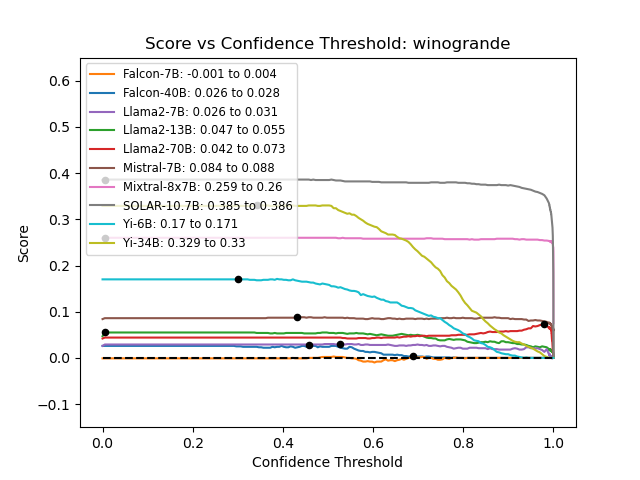 Score vs Confidence Threshold: winogrande
Falcon-7B: -0.001 to 0.004
Falcon-40B: 0.026 to 0.028
Llama2-7B: 0.026 to 0.031
Llama2-13B: 0.047 to 0.055
Llama2-70B: 0.042 to 0.073
Mistral-7B: 0.084 to 0.088
Mixtral-8x7B: 0.259 to 0.26
SOLAR-10.7B: 0.385 to 0.386
Yi-6B: 0.17 to 0.171
Yi-34B: 0.329 to 0.33
Score
0.6
0.5
0.4
0.3
0.2
0.1
0.0
−0.1
0.0 0.2 0.4 0.6 0.8 1.0
Confidence Threshold